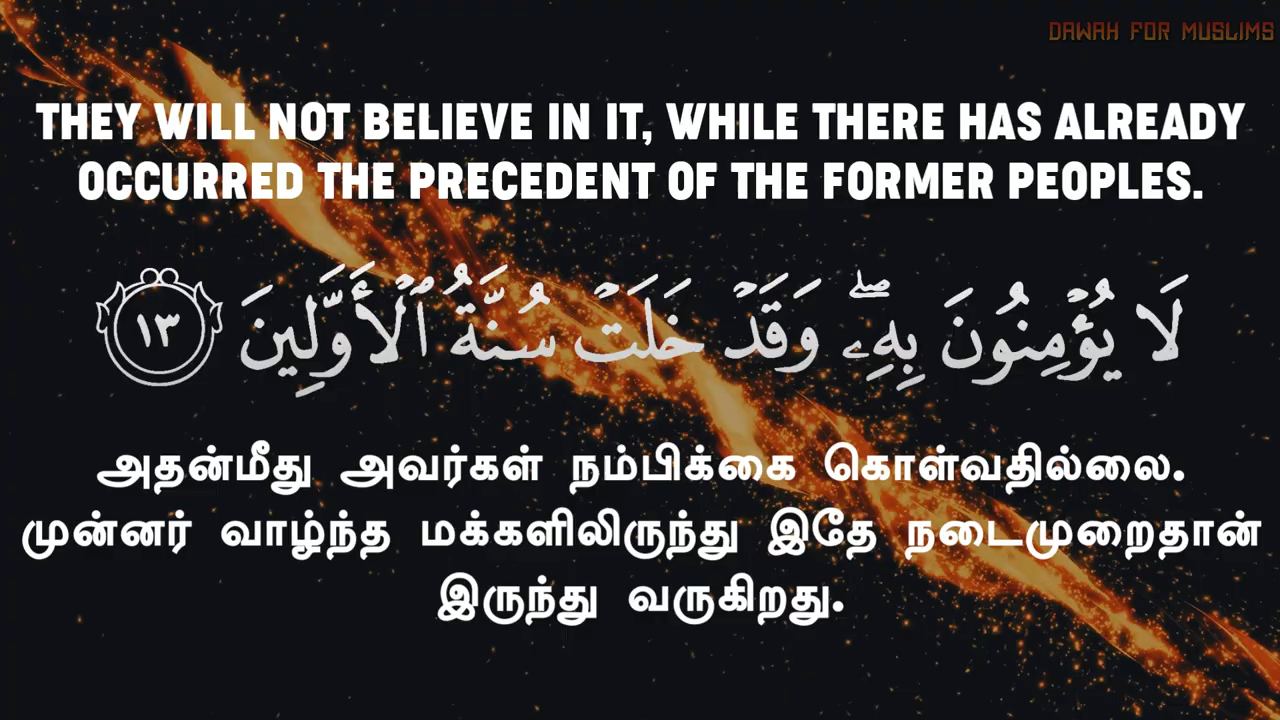 DAWAH FOR MUSLIMS
THEY WILL NOT BELIEVE IN IT, WHILE THERE HAS ALREADY
OCCURRED THE PRECEDENT OF THE FORMER PEOPLES.
لَا يُؤۡمِنُونَ بِهِۦۖ وَقَدۡ خَلَتۡ سُنَّةُ ٱلۡأَوَّلِينَ ١٣
அதன்மீது அவர்கள் நம்பிக்கை கொள்வதில்லை.
முன்னர் வாழ்ந்த மக்களிலிருந்து இதே நடைமுறைதான்
இருந்து வருகிறது.